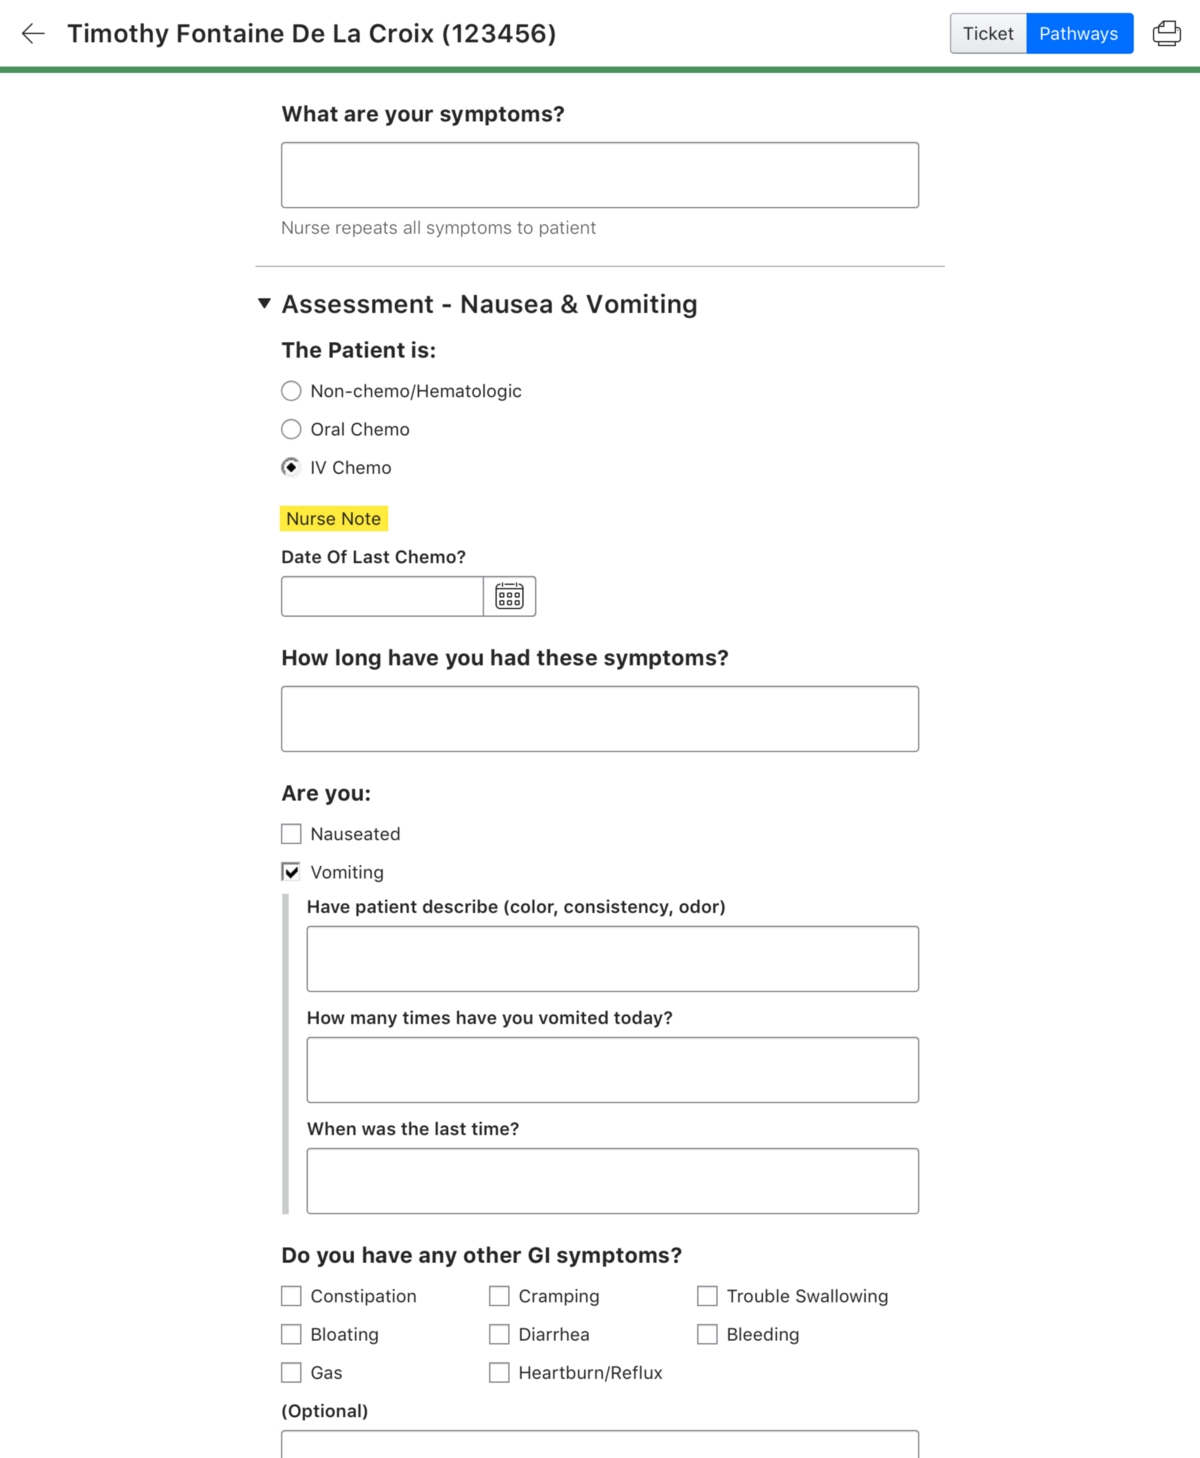 Timothy Fontaine De La Croix (123456)
Ticket
Pathways
What are your symptoms?
Nurse repeats all symptoms to patient
Assessment - Nausea & Vomiting
The Patient is:
Non-chemo/Hematologic
Oral Chemo
IV Chemo
Nurse Note
Date Of Last Chemo?
How long have you had these symptoms?
Are you:
Nauseated
Vomiting
Have patient describe (color, consistency, odor)
How many times have you vomited today?
When was the last time?
Do you have any other GI symptoms?
Constipation Cramping Trouble Swallowing
Bloating Diarrhea Bleeding
Gas Heartburn/Reflux
(Optional)